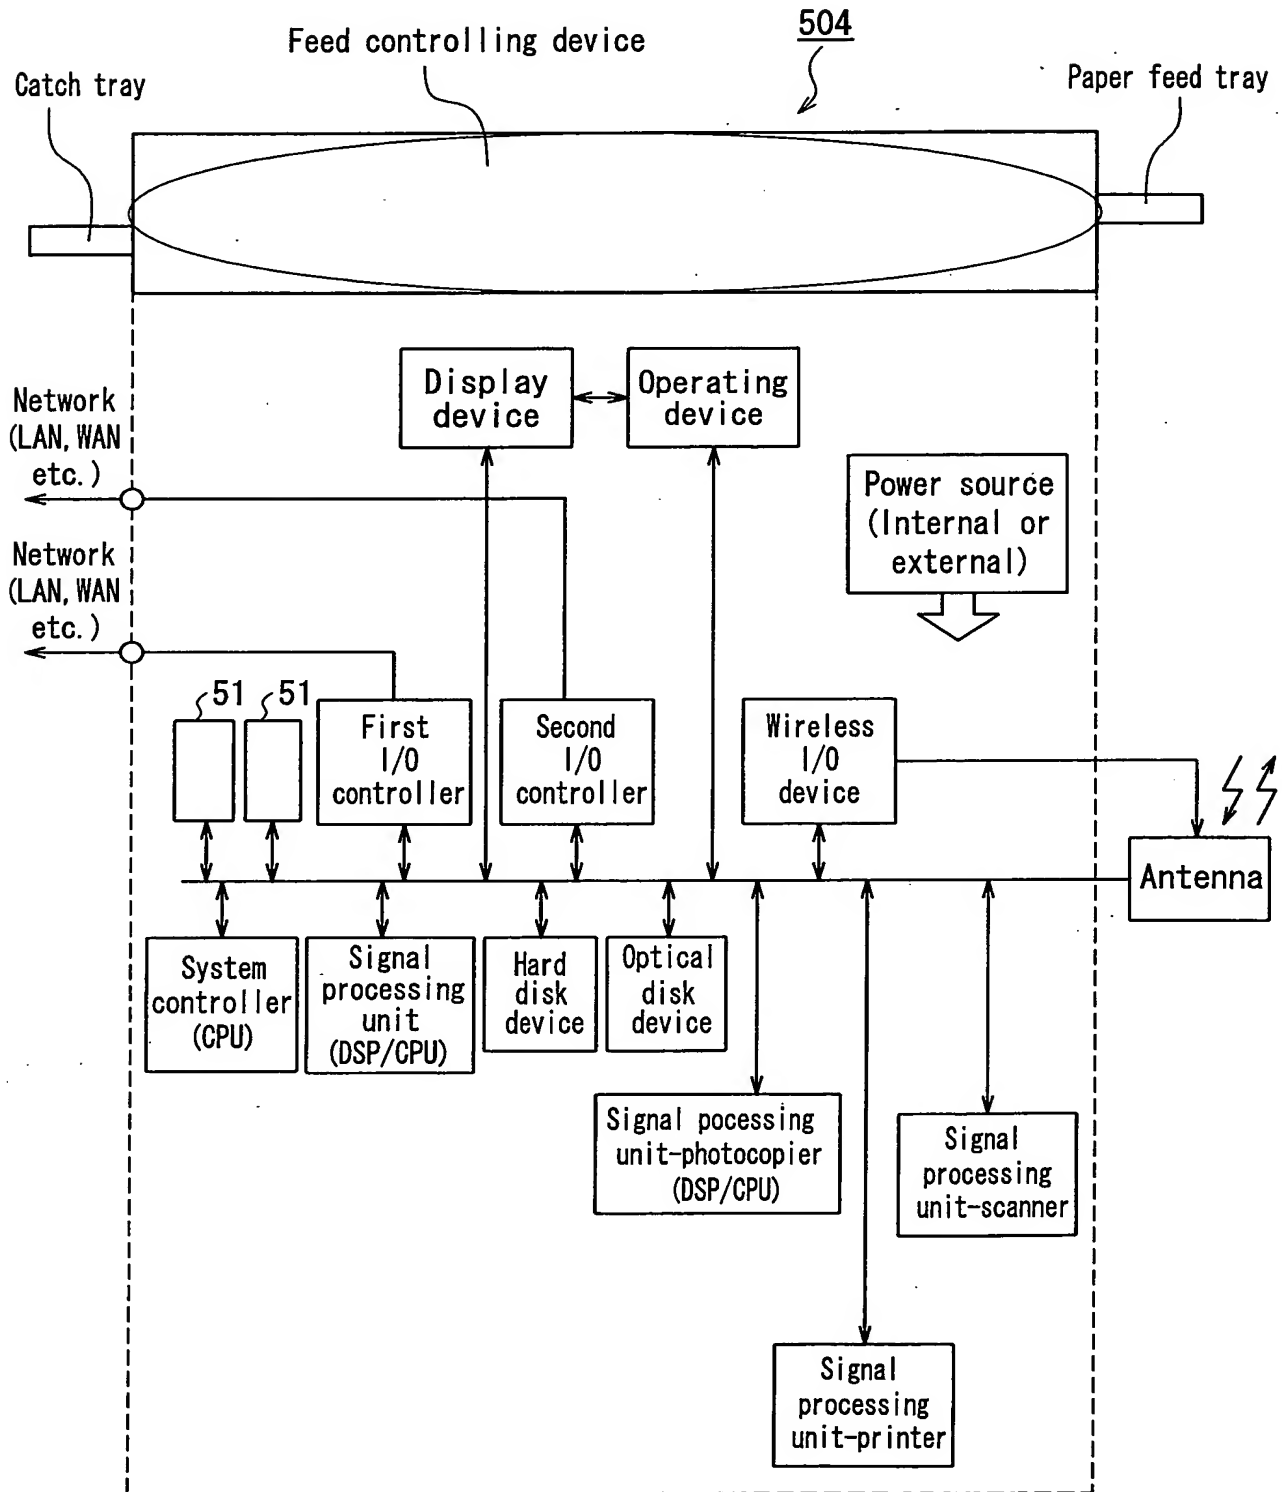 504
Feed controlling device
Catch tray
Paper feed tray
Display
device
Operating
device
Network
(LAN, WAN
etc.)
Power source
(Internal or
external)
Network
(LAN, WAN
etc.)
51
51
First
I/O
controller
Second
I/O
controller
Wireless
I/O
device
Antenna
System
controller
(CPU)
Signal
processing
unit
(DSP/CPU)
Hard
disk
device
Optical
disk
device
Signal pocessing
unit-photocopier
(DSP/CPU)
Signal
processing
unit-scanner
Signal
processing
unit-printer